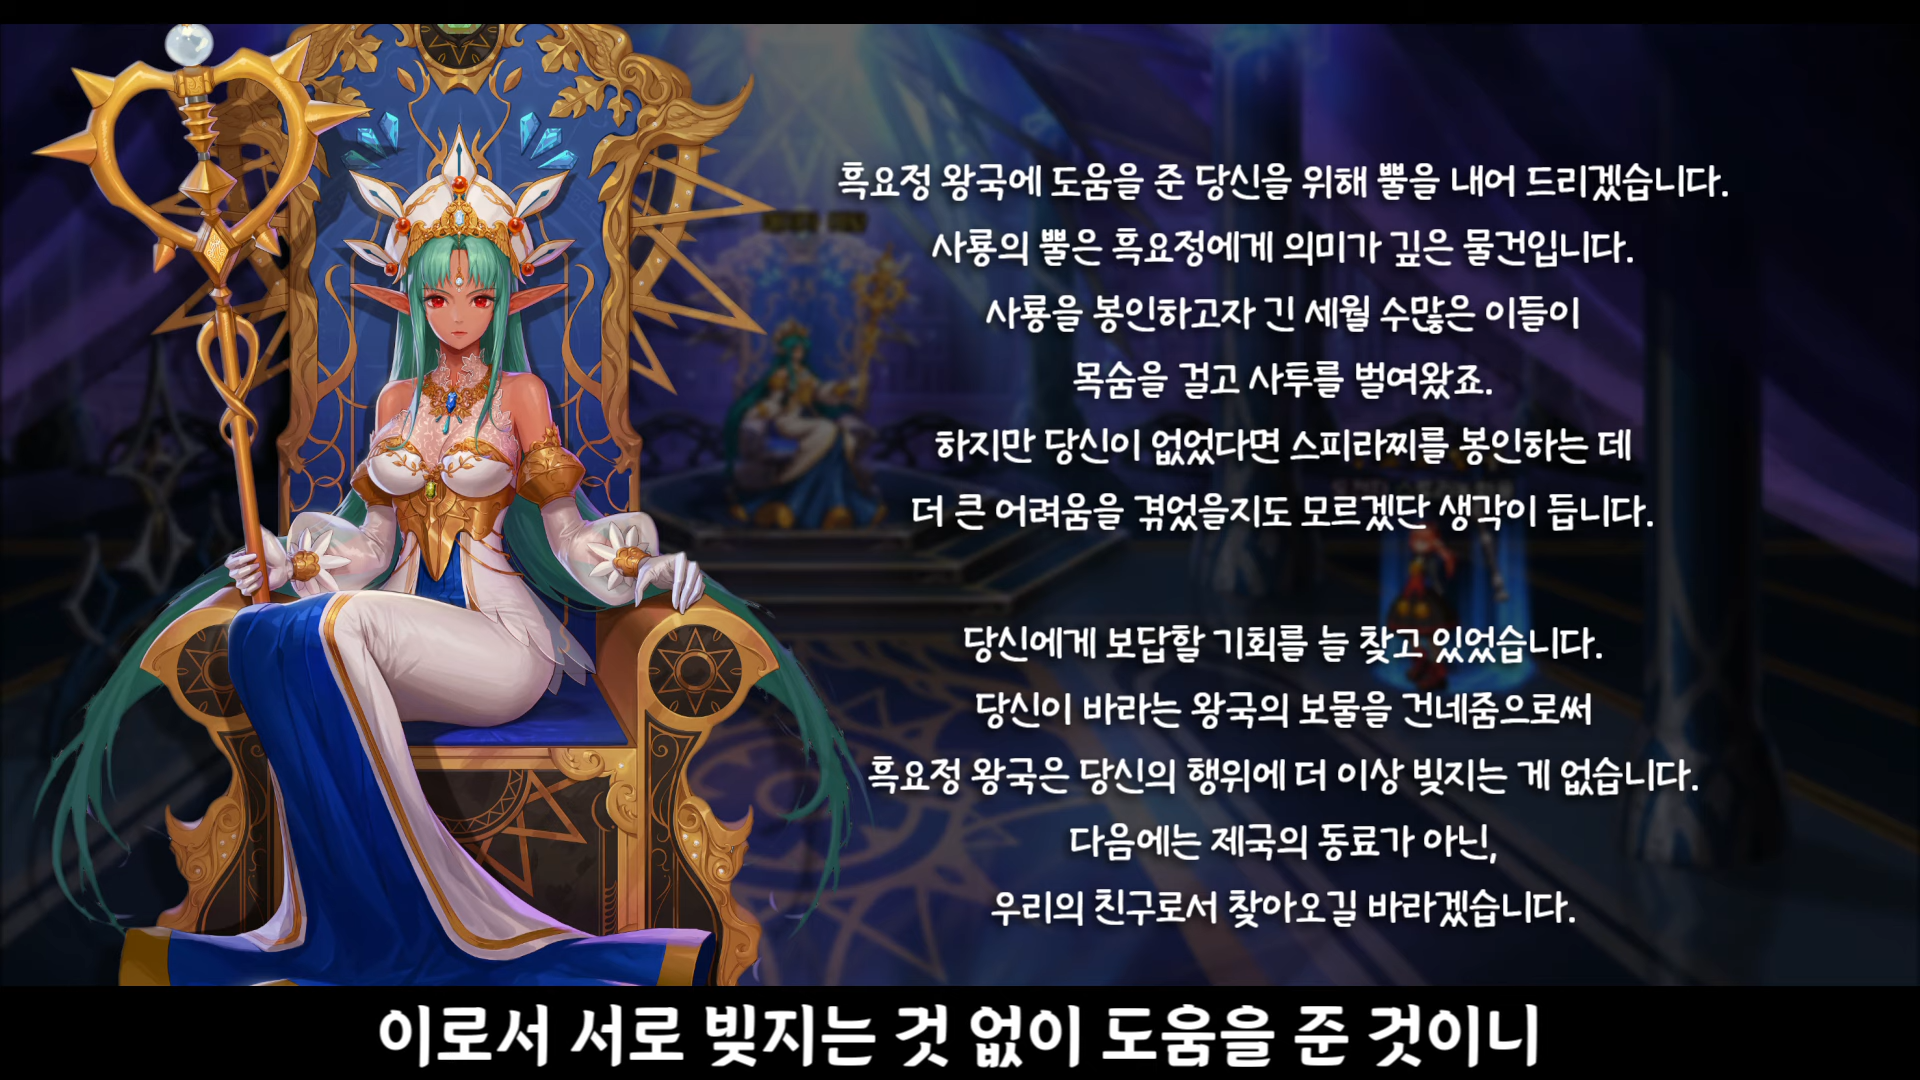 흑요정 왕국에 도움을 준 당신을 위해 뿔을 내어 드리겠습니다.
사룡의 뿔은 흑요정에게 의미가 깊은 물건입니다.
사룡을 봉인하고자 긴 세월 수많은 이들이
목숨을 걸고 사투를 벌여왔죠.
하지만 당신이 없었다면 스피라찌를 봉인하는 데
더 큰 어려움을 겪었을지도 모르겠단 생각이 듭니다.
당신에게 보답할 기회를 늘 찾고 있었습니다.
당신이 바라는 왕국의 보물을 건네줌으로써
흑요정 왕국은 당신의 행위에 더 이상 빚지는 게 없습니다.
다음에는 제국의 동료가 아닌,
우리의 친구로서 찾아오길 바라겠습니다.
이로서 서로 빚지는 것 없이 도움을 준 것이니